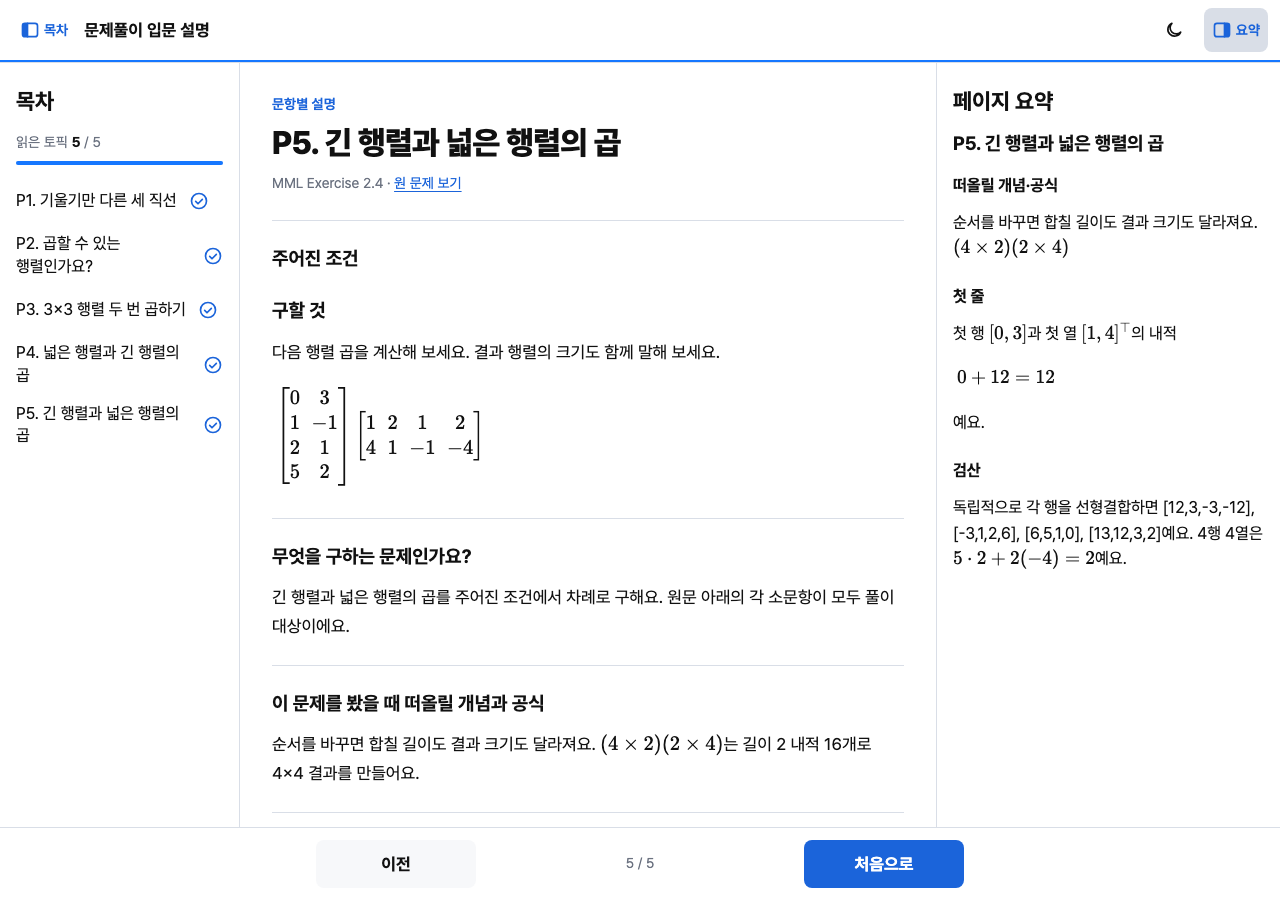 목차
문제풀이 입문 설명
요약
목차
읽은 토픽 5 / 5
P1. 기울기만 다른 세 직선
P2. 곱할 수 있는
행렬인가요?
P3. 3×3 행렬 두 번 곱하기
P4. 넓은 행렬과 긴 행렬의
곱
P5. 긴 행렬과 넓은 행렬의
곱
문항별 설명
P5. 긴 행렬과 넓은 행렬의 곱
MML Exercise 2.4 · 원 문제 보기
주어진 조건
구할 것
다음 행렬 곱을 계산해 보세요. 결과 행렬의 크기도 함께 말해 보세요.
0 3
1 −1
2 1
5 2
1 2 1 2
4 1 −1 −4
무엇을 구하는 문제인가요?
긴 행렬과 넓은 행렬의 곱를 주어진 조건에서 차례로 구해요. 원문 아래의 각 소문항이 모두 풀이
대상이에요.
이 문제를 봤을 때 떠올릴 개념과 공식
순서를 바꾸면 합칠 길이도 결과 크기도 달라져요. (4 × 2)(2 × 4)는 길이 2 내적 16개로
4×4 결과를 만들어요.
페이지 요약
P5. 긴 행렬과 넓은 행렬의 곱
떠올릴 개념·공식
순서를 바꾸면 합칠 길이도 결과 크기도 달라져요.
(4 × 2)(2 × 4)
첫 줄
첫 행 [0, 3]과 첫 열 [1, 4]⊤의 내적
0 + 12 = 12
예요.
검산
독립적으로 각 행을 선형결합하면 [12,3,-3,-12],
[-3,1,2,6], [6,5,1,0], [13,12,3,2]예요. 4행 4열은
5 · 2 + 2(−4) = 2예요.
이전
5 / 5
처음으로